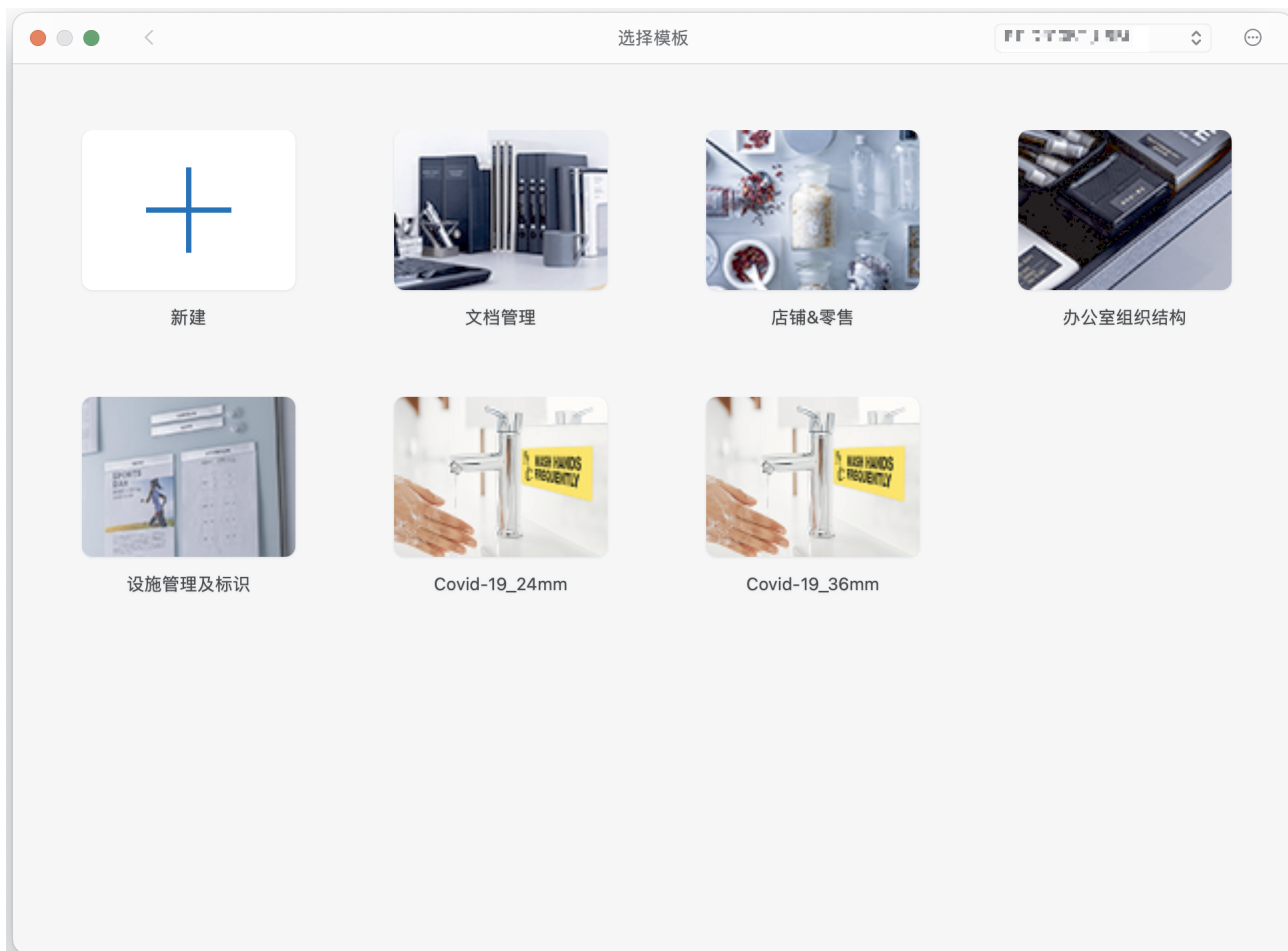 选择模板
新建
文档管理
店铺&零售
办公室组织结构
SPORTS
DAY
WASH HANDS
FREQUENTLY
WASH HANDS
FREQUENTLY
设施管理及标识
Covid-19_24mm
Covid-19_36mm